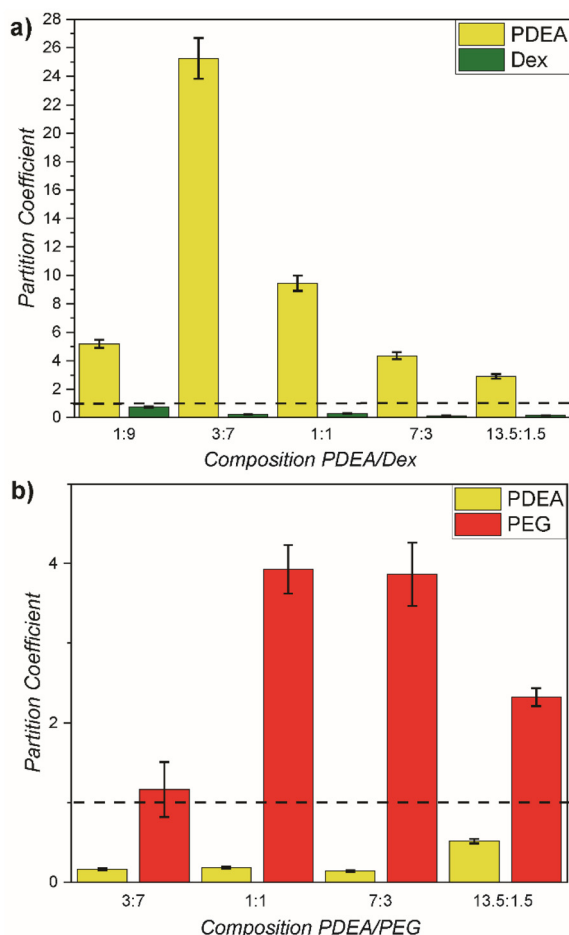 a)
PDEA
Dex
Partition Coefficient
28
26
24
22
20
18
16
14
12
10
8
6
4
2
0
1:9 3:7 1:1 7:3 13.5:1.5
Composition PDEA/Dex
b)
PDEA
PEG
Partition Coefficient
4
2
0
3:7 1:1 7:3 13.5:1.5
Composition PDEA/PEG